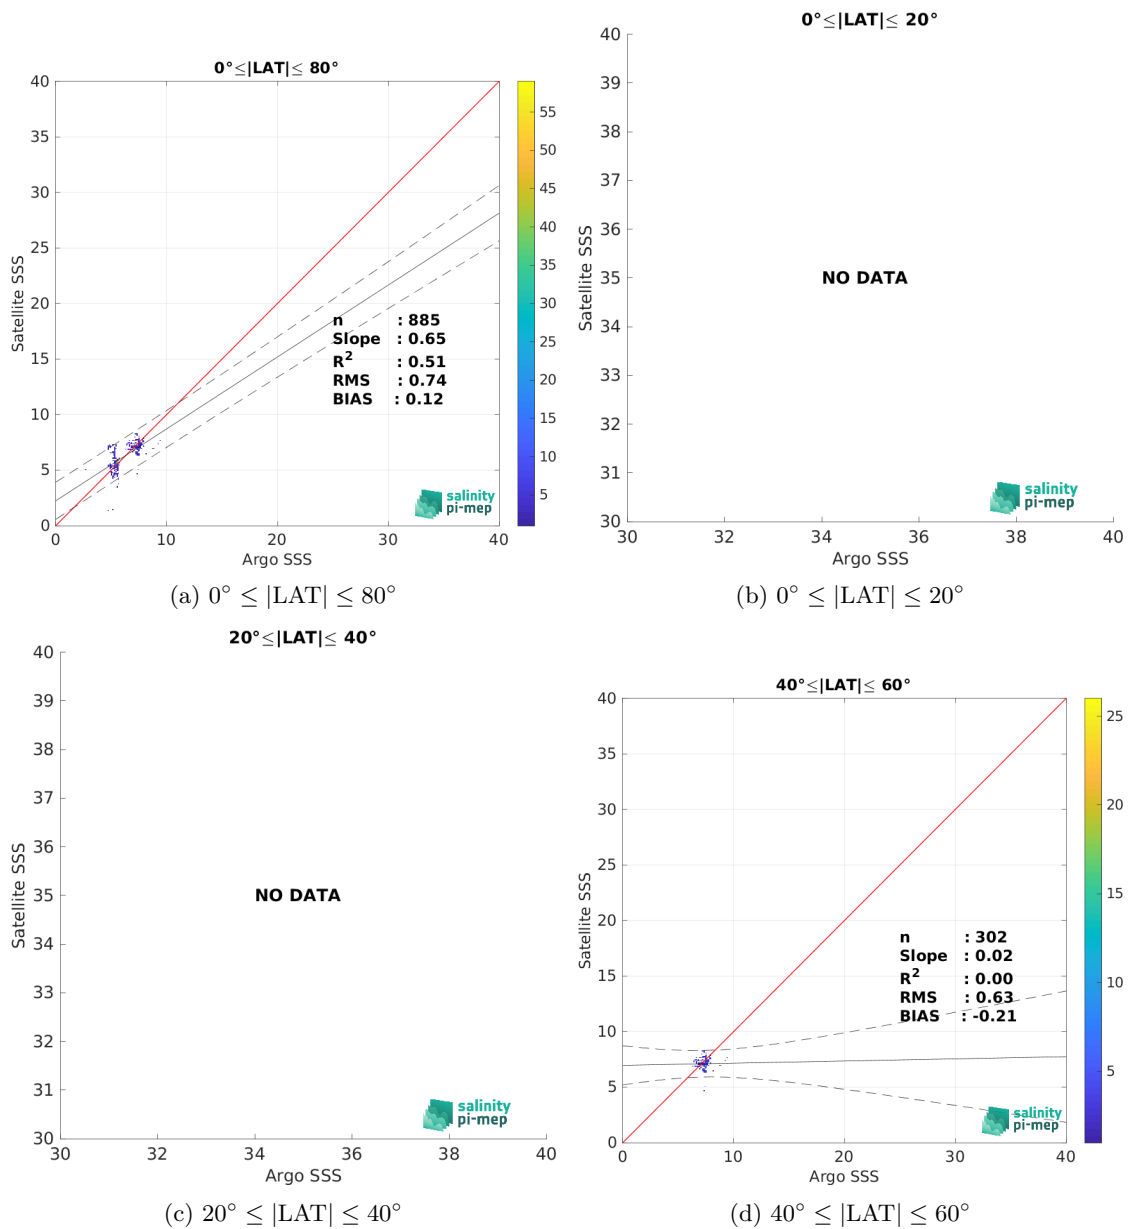 0°≤|LAT|≤ 80°
40
35
30
25
20
15
10
5
0
0
10
20
30
40
Satellite SSS
Argo SSS
n : 885
Slope : 0.65
R² : 0.51
RMS : 0.74
BIAS : 0.12
salinity
pi-mep
55
50
45
40
35
30
25
20
15
10
5
(a) 0° ≤ |LAT| ≤ 80°
0°≤|LAT|≤ 20°
40
39
38
37
36
35
34
33
32
31
30
30
32
34
36
38
40
Satellite SSS
Argo SSS
NO DATA
salinity
pi-mep
(b) 0° ≤ |LAT| ≤ 20°
20°≤|LAT|≤ 40°
40
39
38
37
36
35
34
33
32
31
30
30
32
34
36
38
40
Satellite SSS
Argo SSS
NO DATA
salinity
pi-mep
(c) 20° ≤ |LAT| ≤ 40°
40°≤|LAT|≤ 60°
40
35
30
25
20
15
10
5
0
0
10
20
30
40
Satellite SSS
Argo SSS
n : 302
Slope : 0.02
R² : 0.00
RMS : 0.63
BIAS : -0.21
salinity
pi-mep
25
20
15
10
5
(d) 40° ≤ |LAT| ≤ 60°